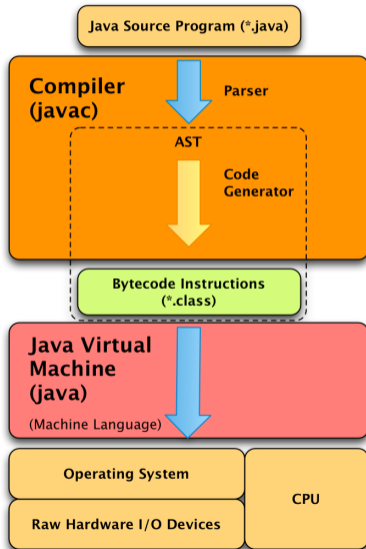 Java Source Program (*.java)
Compiler
(javac)
Parser
AST
Code
Generator
Bytecode Instructions
(*.class)
Java Virtual
Machine
(java)
(Machine Language)
Operating System
CPU
Raw Hardware I/O Devices